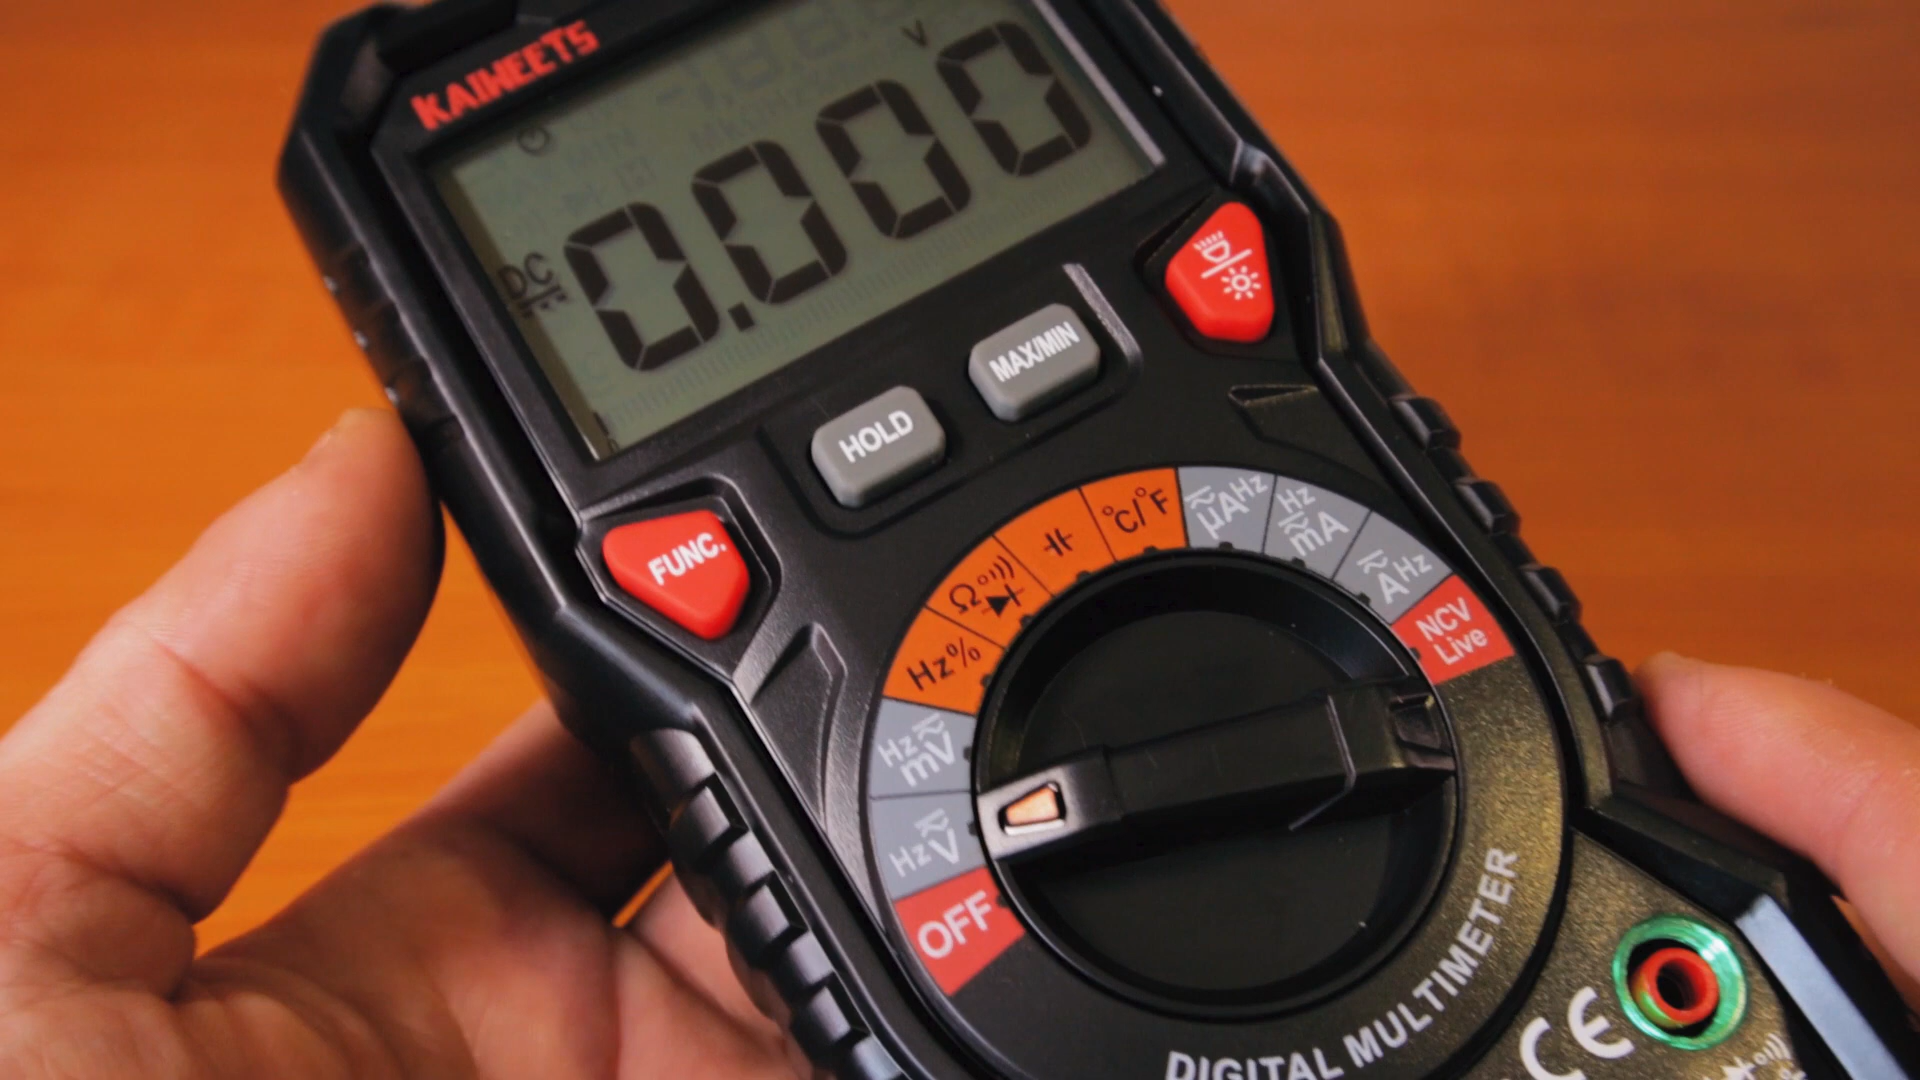 KAIWEETS
V
DC
0.000
MAX/MIN
HOLD
FUNC.
°C/°F
μA Hz
Hz mA
A Hz
NCV Live
Ω
Hz%
Hz mV
Hz V
OFF
DIGITAL MULTIMETER
CE